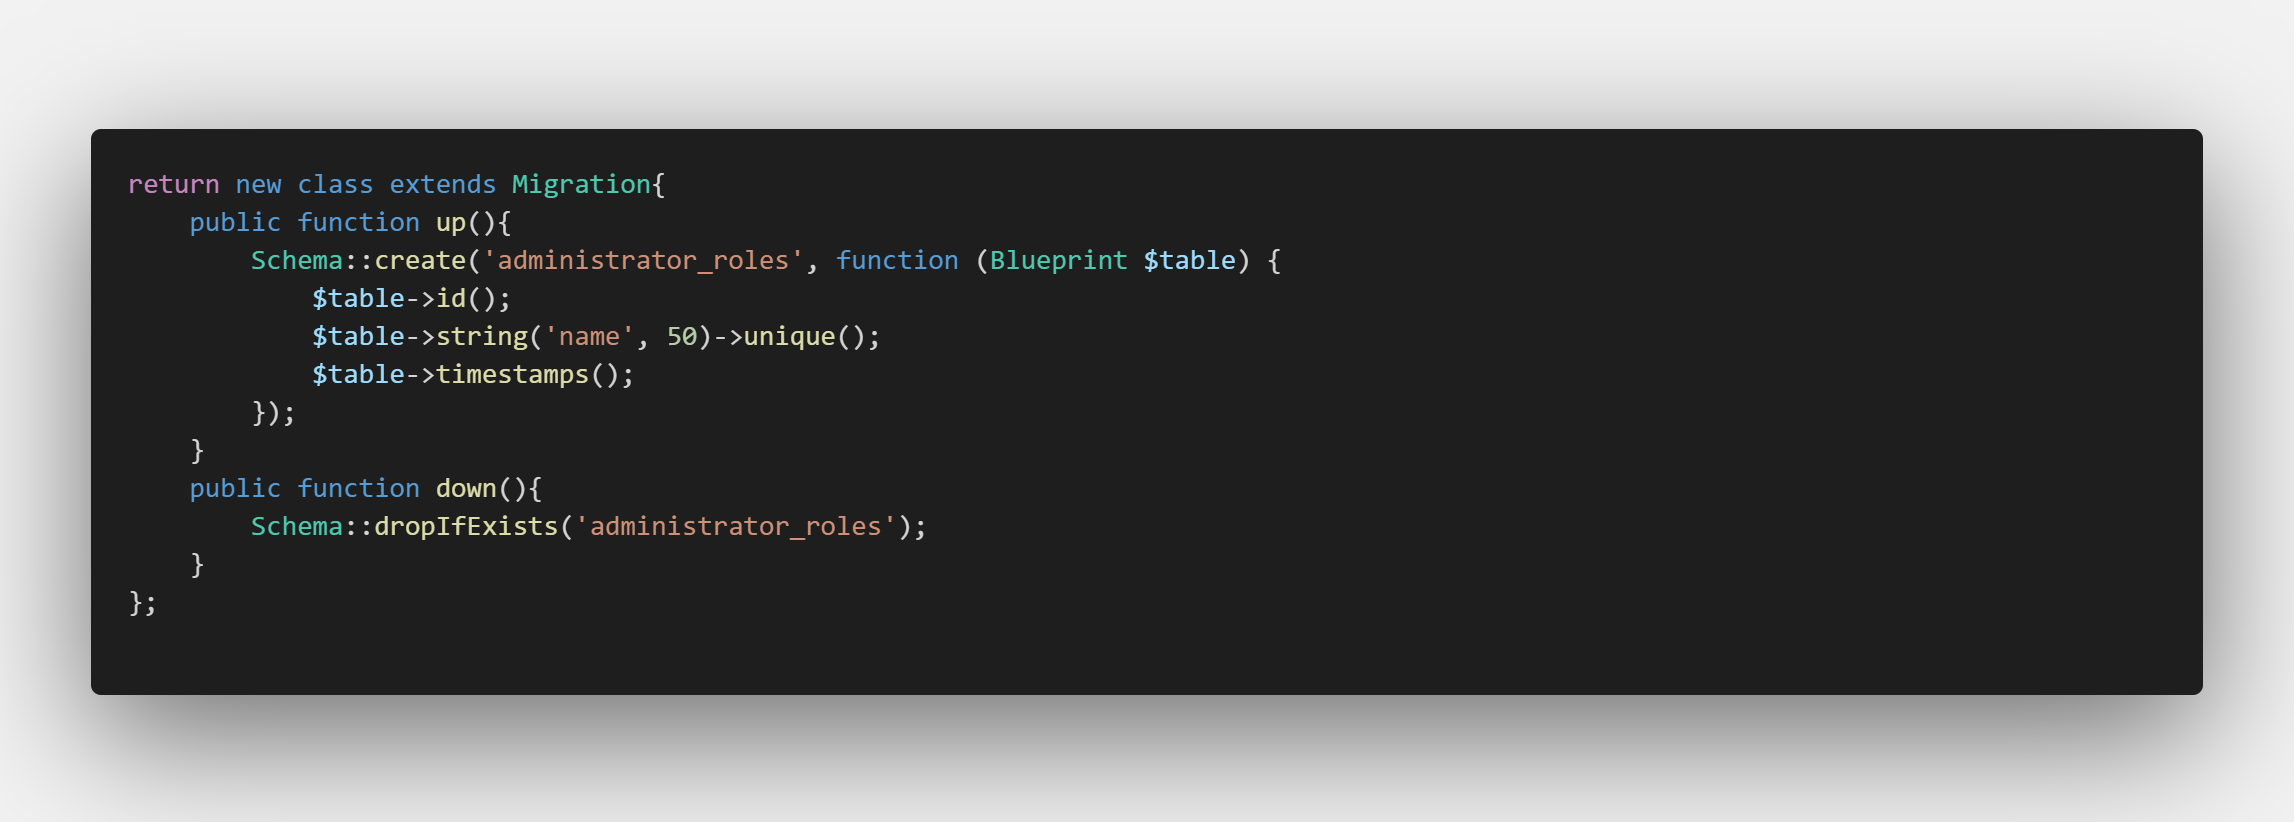 return new class extends Migration{
    public function up(){
        Schema::create('administrator_roles', function (Blueprint $table) {
            $table->id();
            $table->string('name', 50)->unique();
            $table->timestamps();
        });
    }
    public function down(){
        Schema::dropIfExists('administrator_roles');
    }
};